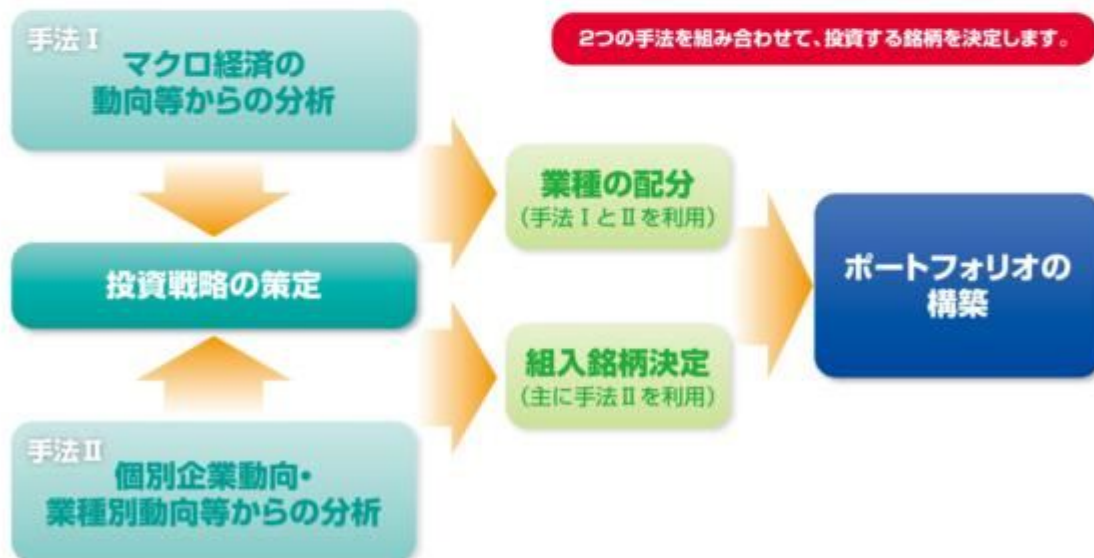 手法Ⅰ
マクロ経済の
動向等からの分析
2つの手法を組み合わせて、投資する銘柄を決定します。
業種の配分
(手法ⅠとⅡを利用)
投資戦略の策定
ポートフォリオの
構築
組入銘柄決定
(主に手法Ⅱを利用)
手法Ⅱ
個別企業動向・
業種別動向等からの分析